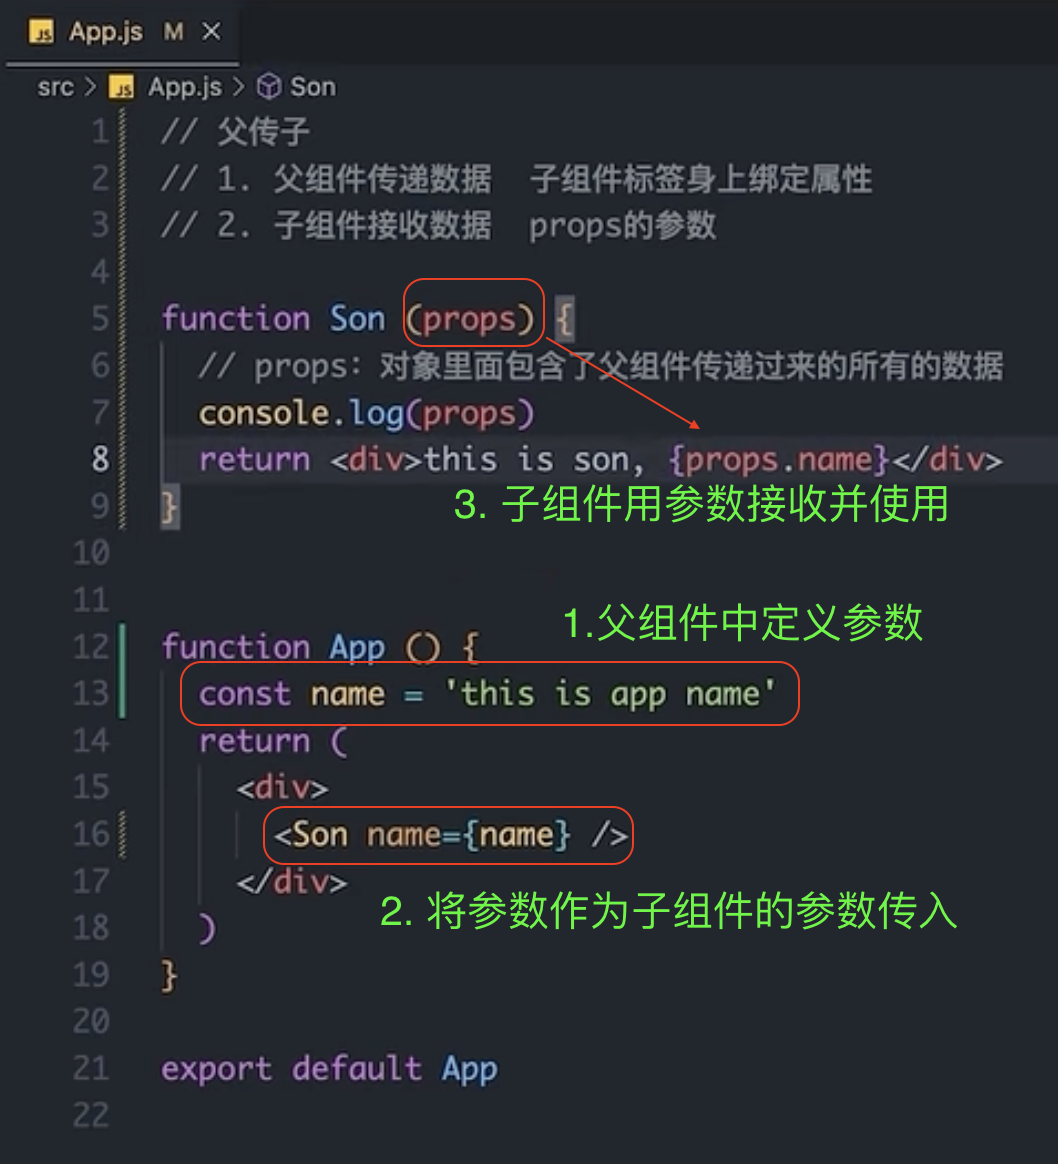 JS App.js M ×
src > JS App.js > Son
1 // 父传子
2 // 1. 父组件传递数据 子组件标签身上绑定属性
3 // 2. 子组件接收数据 props的参数
4
5 function Son (props) {
6 // props: 对象里面包含了父组件传递过来的所有的数据
7 console.log(props)
8 return <div>this is son, {props.name}</div>
9 }
3. 子组件用参数接收并使用
10
11
1.父组件中定义参数
12 function App () {
13 const name = 'this is app name'
14 return (
15 <div>
16 <Son name={name} />
17 </div>
2. 将参数作为子组件的参数传入
18 )
19 }
20
21 export default App
22